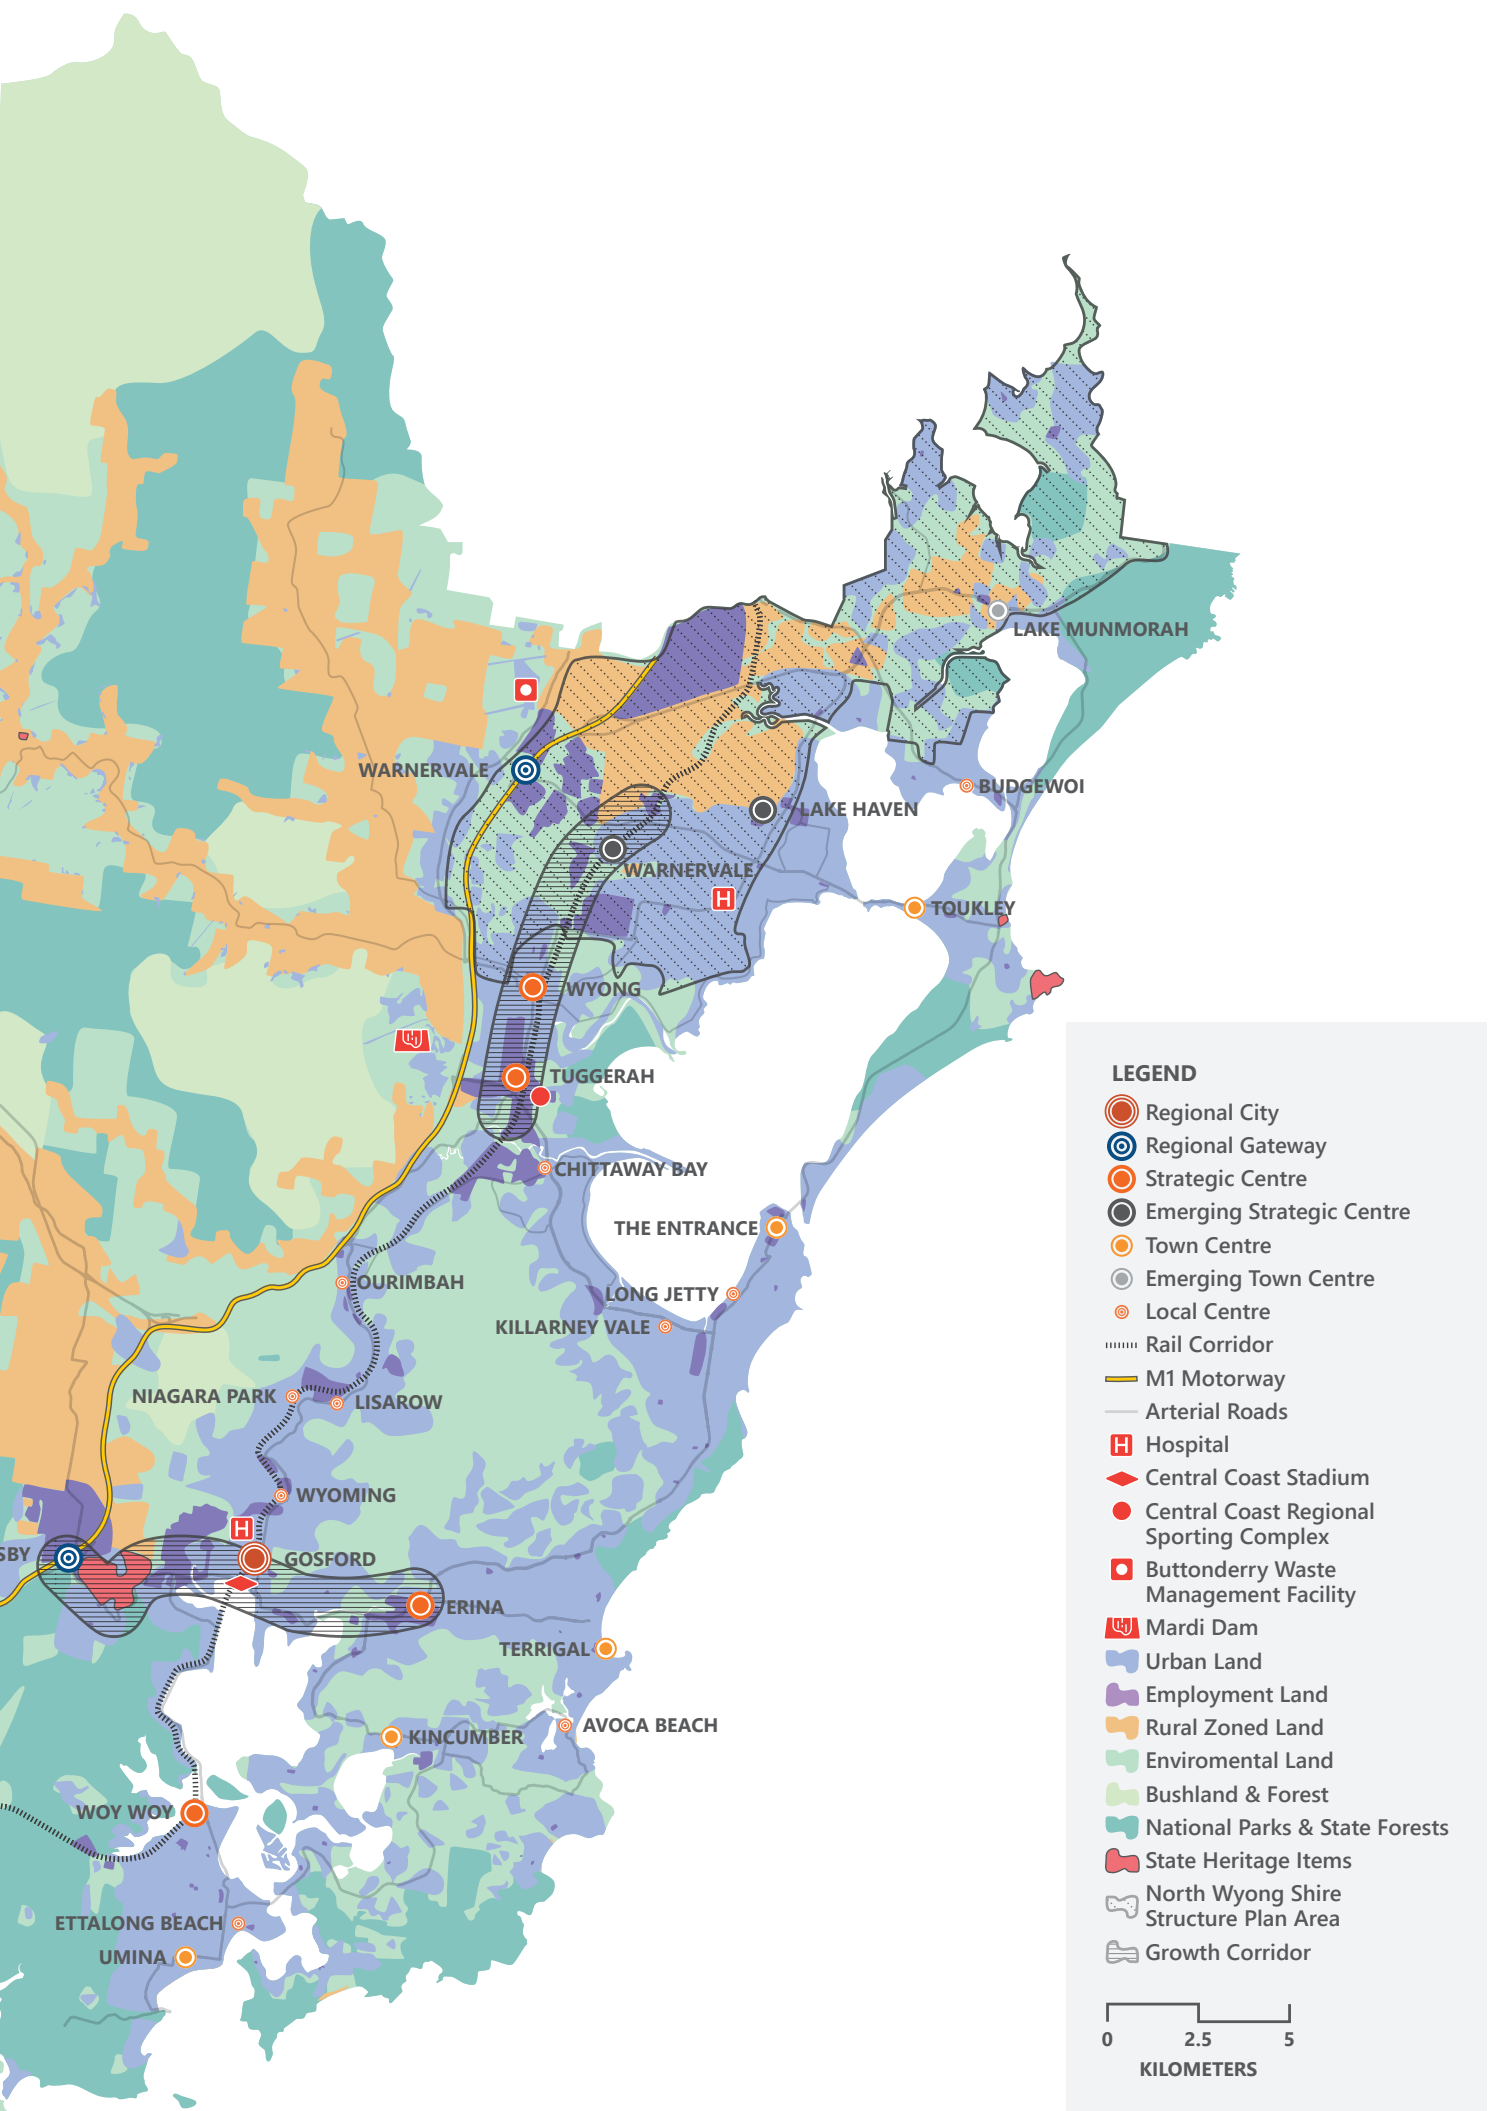 LAKE MUNMORAH
WARNERVALE
BUDGEWOI
LAKE HAVEN
WARNERVALE
H
TOUKLEY
WYONG
TUGGERAH
CHITTAWAY BAY
THE ENTRANCE
OURIMBAH
LONG JETTY
KILLARNEY VALE
NIAGARA PARK
LISAROW
WYOMING
H
SBY
GOSFORD
ERINA
TERRIGAL
AVOCA BEACH
KINCUMBER
WOY WOY
ETTALONG BEACH
UMINA
LEGEND
Regional City
Regional Gateway
Strategic Centre
Emerging Strategic Centre
Town Centre
Emerging Town Centre
Local Centre
Rail Corridor
M1 Motorway
Arterial Roads
H Hospital
Central Coast Stadium
Central Coast Regional
Sporting Complex
Buttonderry Waste
Management Facility
Mardi Dam
Urban Land
Employment Land
Rural Zoned Land
Enviromental Land
Bushland & Forest
National Parks & State Forests
State Heritage Items
North Wyong Shire
Structure Plan Area
Growth Corridor
0 2.5 5
KILOMETERS